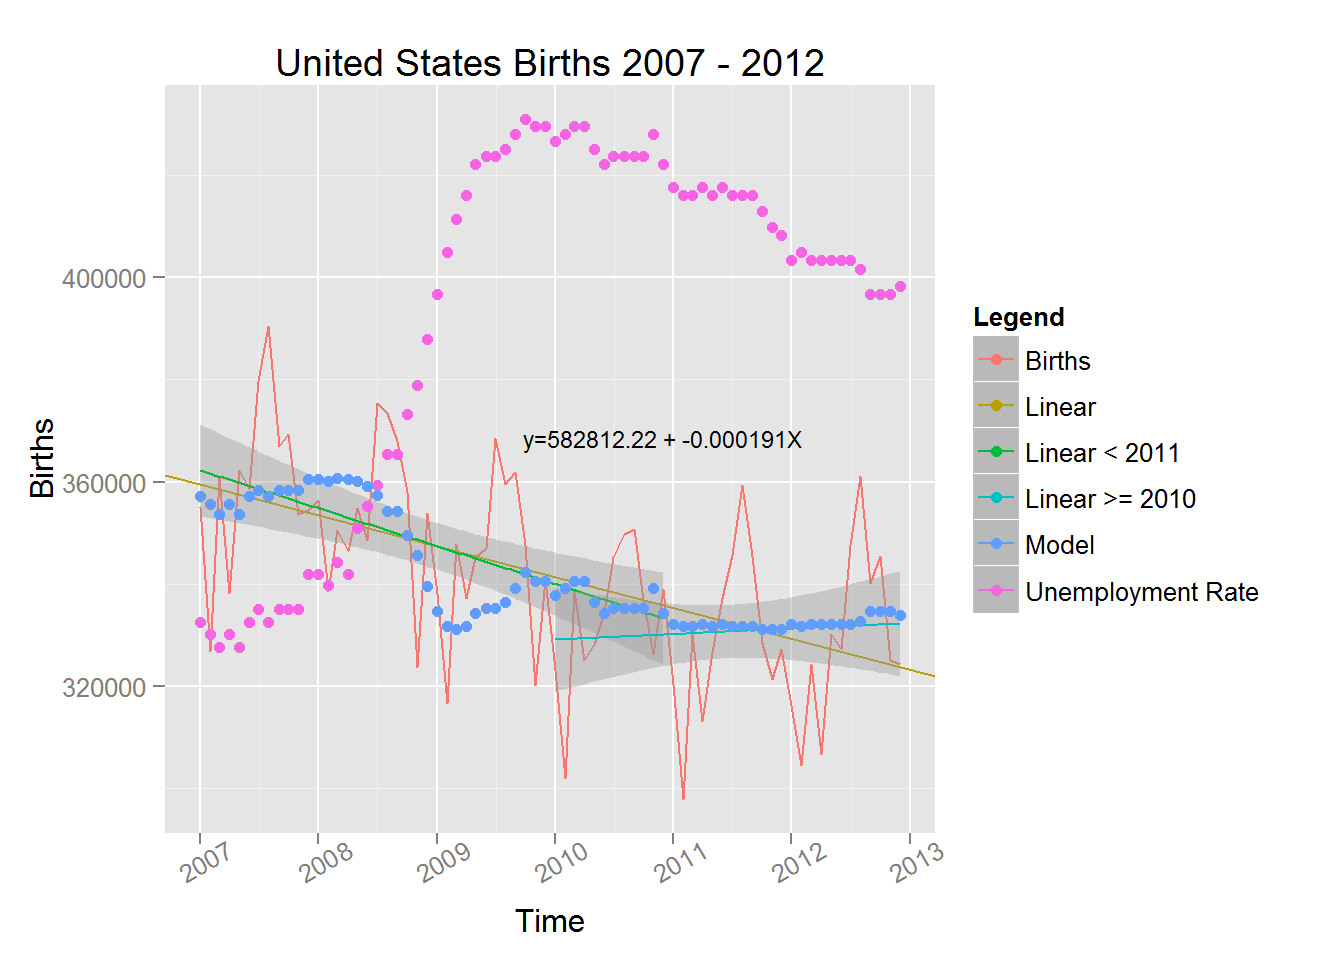 United States Births 2007 - 2012
Births
400000
360000
320000
y=582812.22 + -0.000191X
2007
2008
2009
2010
2011
2012
2013
Time
Legend
Births
Linear
Linear < 2011
Linear >= 2010
Model
Unemployment Rate